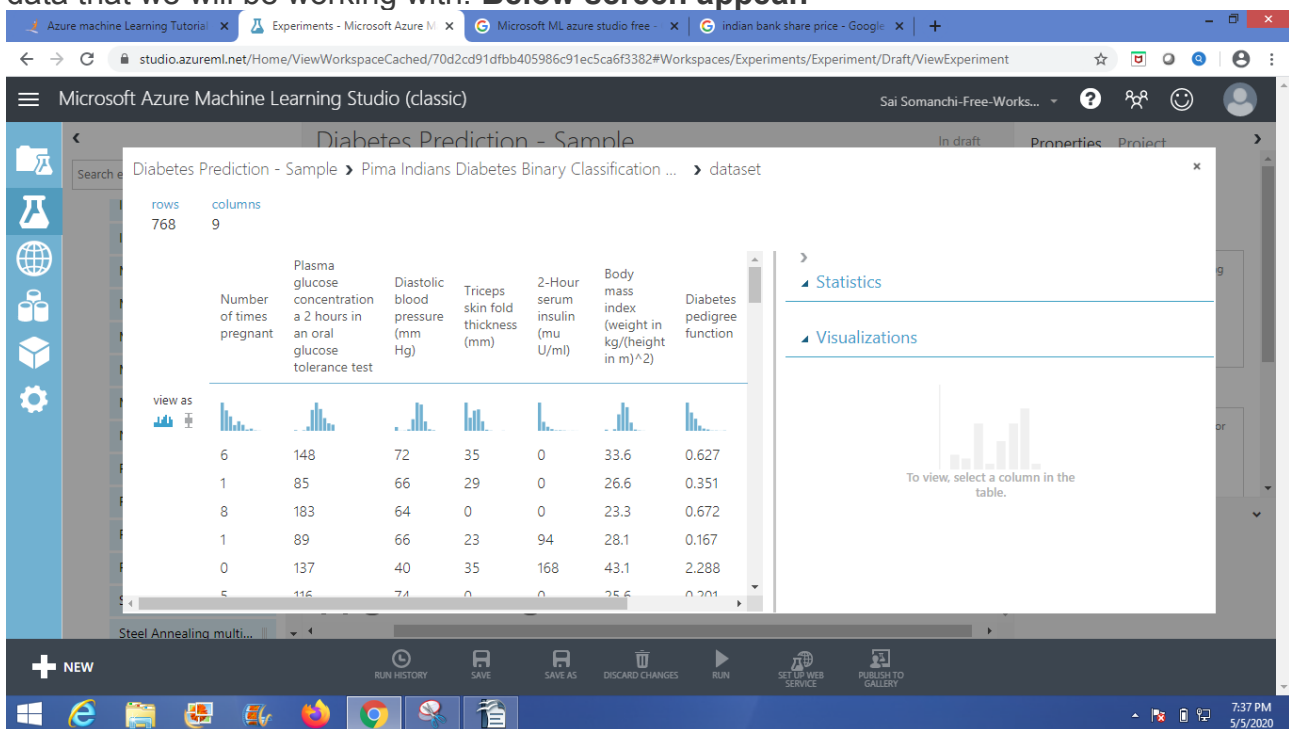 data that we will be working with. Below screen appear
Azure machine Learning Tutorial
Experiments - Microsoft Azure M
Microsoft ML azure studio free -
indian bank share price - Google
studio.azureml.net/Home/ViewWorkspaceCached/70d2cd91dfbb405986c91ec5ca6f3382#Workspaces/Experiments/Experiment/Draft/ViewExperiment
Microsoft Azure Machine Learning Studio (classic)
Sai Somanchi-Free-Works...
Diabetes Prediction - Sample
In draft
Properties Project
Search e
Diabetes Prediction - Sample > Pima Indians Diabetes Binary Classification ... > dataset
rows columns
768 9
Number of times pregnant
Plasma glucose concentration a 2 hours in an oral glucose tolerance test
Diastolic blood pressure (mm Hg)
Triceps skin fold thickness (mm)
2-Hour serum insulin (mu U/ml)
Body mass index (weight in kg/(height in m)^2)
Diabetes pedigree function
view as
6 148 72 35 0 33.6 0.627
1 85 66 29 0 26.6 0.351
8 183 64 0 0 23.3 0.672
1 89 66 23 94 28.1 0.167
0 137 40 35 168 43.1 2.288
5 116 74 0 0 25.6 0.201
Statistics
Visualizations
To view, select a column in the
table.
Steel Annealing multi...
NEW
RUN HISTORY
SAVE
SAVE AS
DISCARD CHANGES
RUN
SET UP WEB
SERVICE
PUBLISH TO
GALLERY
7:37 PM
5/5/2020